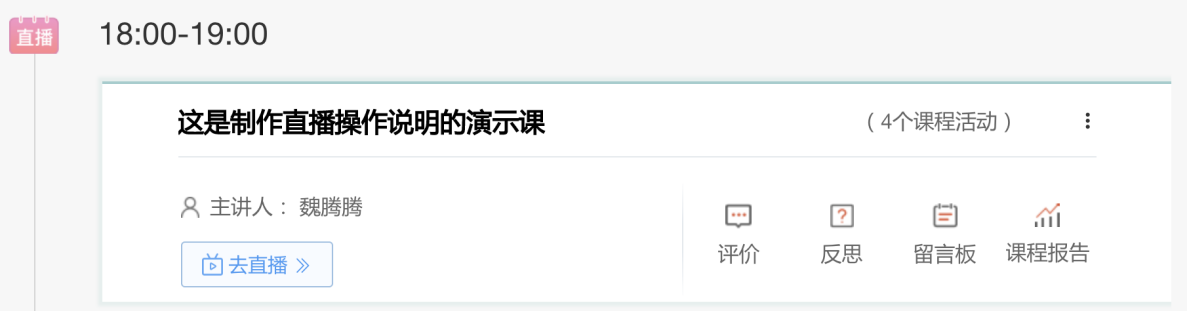 直播
18:00-19:00
这是制作直播操作说明的演示课
（4个课程活动）
主讲人： 魏腾腾
去直播
评价
反思
留言板
课程报告